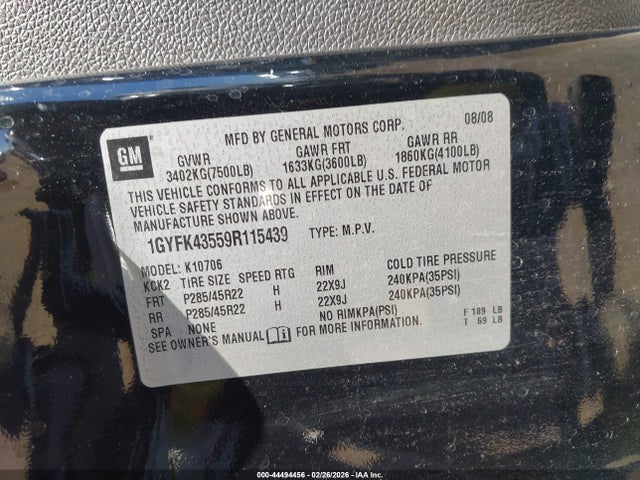 GM
MFD BY GENERAL MOTORS CORP. 08/08
GVWR GAWR FRT GAWR RR
3402KG(7500LB) 1633KG(3600LB) 1860KG(4100LB)
THIS VEHICLE CONFORMS TO ALL APPLICABLE U.S. FEDERAL MOTOR
VEHICLE SAFETY STANDARDS IN EFFECT ON THE DATE OF
MANUFACTURE SHOWN ABOVE.
1GYFK43559R115439 TYPE: M.P.V.
MODEL: K10706
KCK2 TIRE SIZE SPEED RTG RIM COLD TIRE PRESSURE
FRT P285/45R22 H 22X9J 240KPA(35PSI)
RR P285/45R22 H 22X9J 240KPA(35PSI)
SPA NONE NO RIMKPA(PSI)
SEE OWNER'S MANUAL FOR MORE INFORMATION.
F 189 LB
T 69 LB
000-44494456 - 02/26/2026 - IAA Inc.